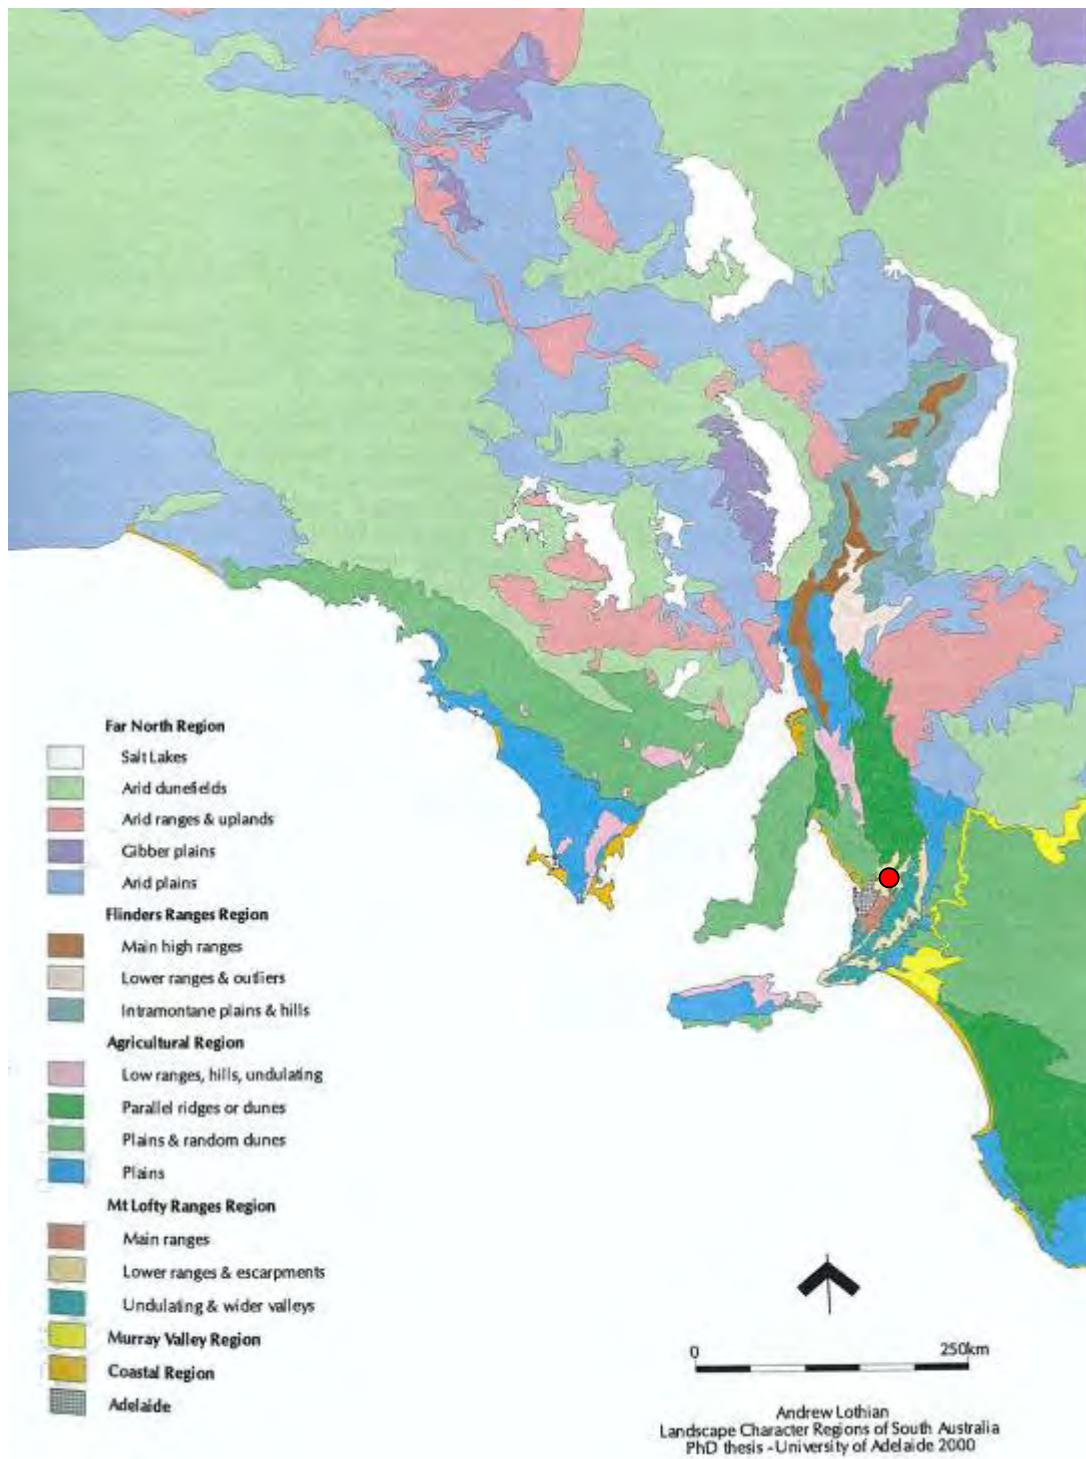 Far North Region
Salt Lakes
Arid dunefields
Arid ranges & uplands
Gibber plains
Arid plains
Flinders Ranges Region
Main high ranges
Lower ranges & outliers
Intramontane plains & hills
Agricultural Region
Low ranges, hills, undulating
Parallel ridges or dunes
Plains & random dunes
Plains
Mt Lofty Ranges Region
Main ranges
Lower ranges & escarpments
Undulating & wider valleys
Murray Valley Region
Coastal Region
Adelaide
0 250km
Andrew Lothian
Landscape Character Regions of South Australia
PhD thesis - University of Adelaide 2000